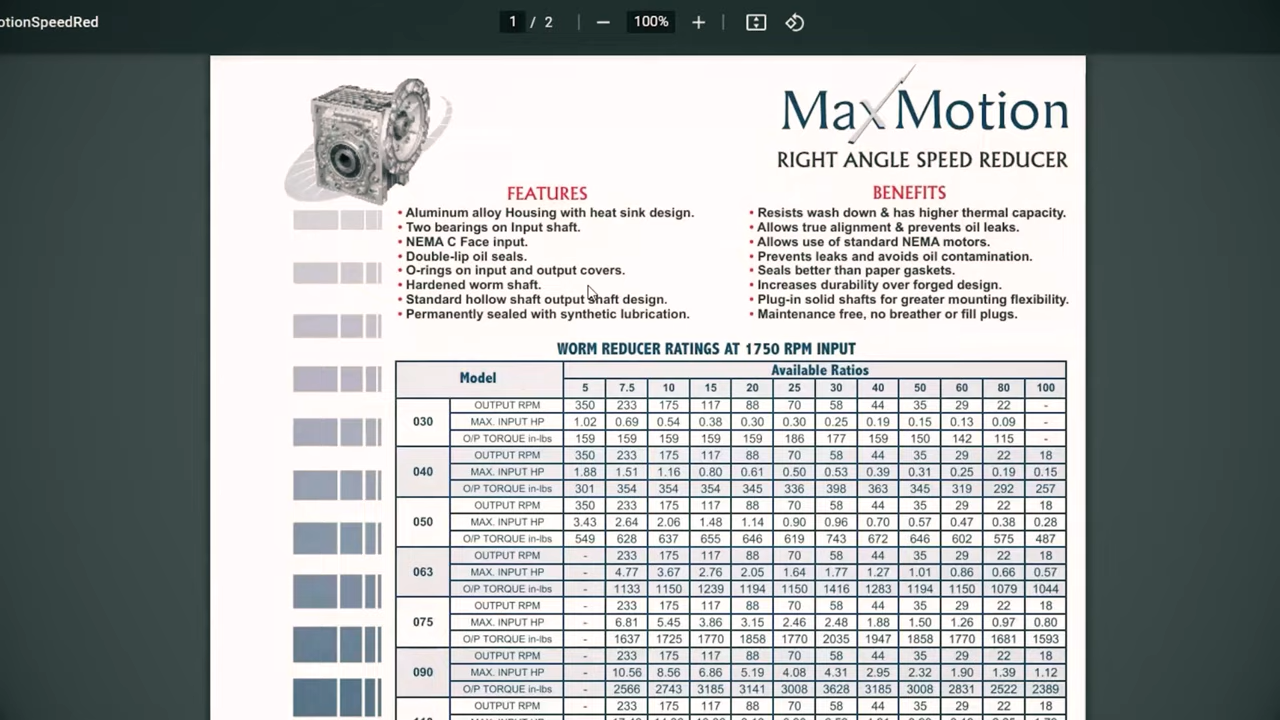 otionSpeedRed
1 / 2
100%
MaxMotion
RIGHT ANGLE SPEED REDUCER
FEATURES
• Aluminum alloy Housing with heat sink design.
• Two bearings on Input shaft.
• NEMA C Face input.
• Double-lip oil seals.
• O-rings on input and output covers.
• Hardened worm shaft.
• Standard hollow shaft output shaft design.
• Permanently sealed with synthetic lubrication.
BENEFITS
• Resists wash down & has higher thermal capacity.
• Allows true alignment & prevents oil leaks.
• Allows use of standard NEMA motors.
• Prevents leaks and avoids oil contamination.
• Seals better than paper gaskets.
• Increases durability over forged design.
• Plug-in solid shafts for greater mounting flexibility.
• Maintenance free, no breather or fill plugs.
WORM REDUCER RATINGS AT 1750 RPM INPUT
Model Available Ratios
5 7.5 10 15 20 25 30 40 50 60 80 100
030
OUTPUT RPM 350 233 175 117 88 70 58 44 35 29 22 -
MAX. INPUT HP 1.02 0.69 0.54 0.38 0.30 0.30 0.25 0.19 0.15 0.13 0.09 -
O/P TORQUE in-lbs 159 159 159 159 159 186 177 159 150 142 115 -
040
OUTPUT RPM 350 233 175 117 88 70 58 44 35 29 22 18
MAX. INPUT HP 1.88 1.51 1.16 0.80 0.61 0.50 0.53 0.39 0.31 0.25 0.19 0.15
O/P TORQUE in-lbs 301 354 354 354 345 336 398 363 345 319 292 257
050
OUTPUT RPM 350 233 175 117 88 70 58 44 35 29 22 18
MAX. INPUT HP 3.43 2.64 2.06 1.48 1.14 0.90 0.96 0.70 0.57 0.47 0.38 0.28
O/P TORQUE in-lbs 549 628 637 655 646 619 743 672 646 602 575 487
063
OUTPUT RPM - 233 175 117 88 70 58 44 35 29 22 18
MAX. INPUT HP - 4.77 3.67 2.76 2.05 1.64 1.77 1.27 1.01 0.86 0.66 0.57
O/P TORQUE in-lbs - 1133 1150 1239 1194 1150 1416 1283 1194 1150 1079 1044
075
OUTPUT RPM - 233 175 117 88 70 58 44 35 29 22 18
MAX. INPUT HP - 6.81 5.45 3.86 3.15 2.46 2.48 1.88 1.50 1.26 0.97 0.80
O/P TORQUE in-lbs - 1637 1725 1770 1858 1770 2035 1947 1858 1770 1681 1593
090
OUTPUT RPM - 233 175 117 88 70 58 44 35 29 22 18
MAX. INPUT HP - 10.56 8.56 6.86 5.19 4.08 4.31 2.95 2.32 1.90 1.39 1.12
O/P TORQUE in-lbs - 2566 2743 3185 3141 3008 3628 3185 3008 2831 2522 2389
OUTPUT RPM - 233 175 117 88 70 58 44 35 29 22 18